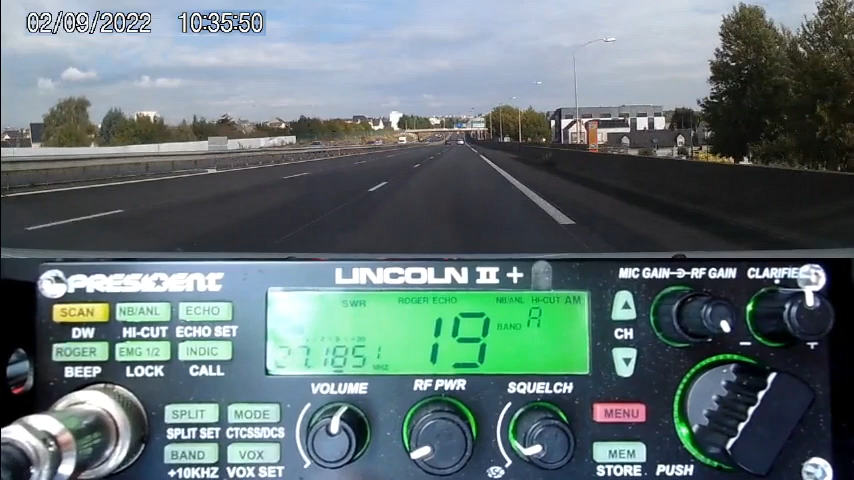 02/09/2022 10:35:50
PRESIDENT
LINCOLN II +
MIC GAIN RF GAIN CLARIFIER
SCAN NB/ANL ECHO
DW HI-CUT ECHO SET
ROGER EMG 1/2 INDIC
BEEP LOCK CALL
SWR ROGER ECHO NB/ANL HI-CUT AM
19 BAND A
27.1851 MHZ
CH
- +
VOLUME RF PWR SQUELCH
SPLIT MODE
SPLIT SET CTCSS/DCS
BAND VOX
+10KHZ VOX SET
MENU
MEM
STORE PUSH